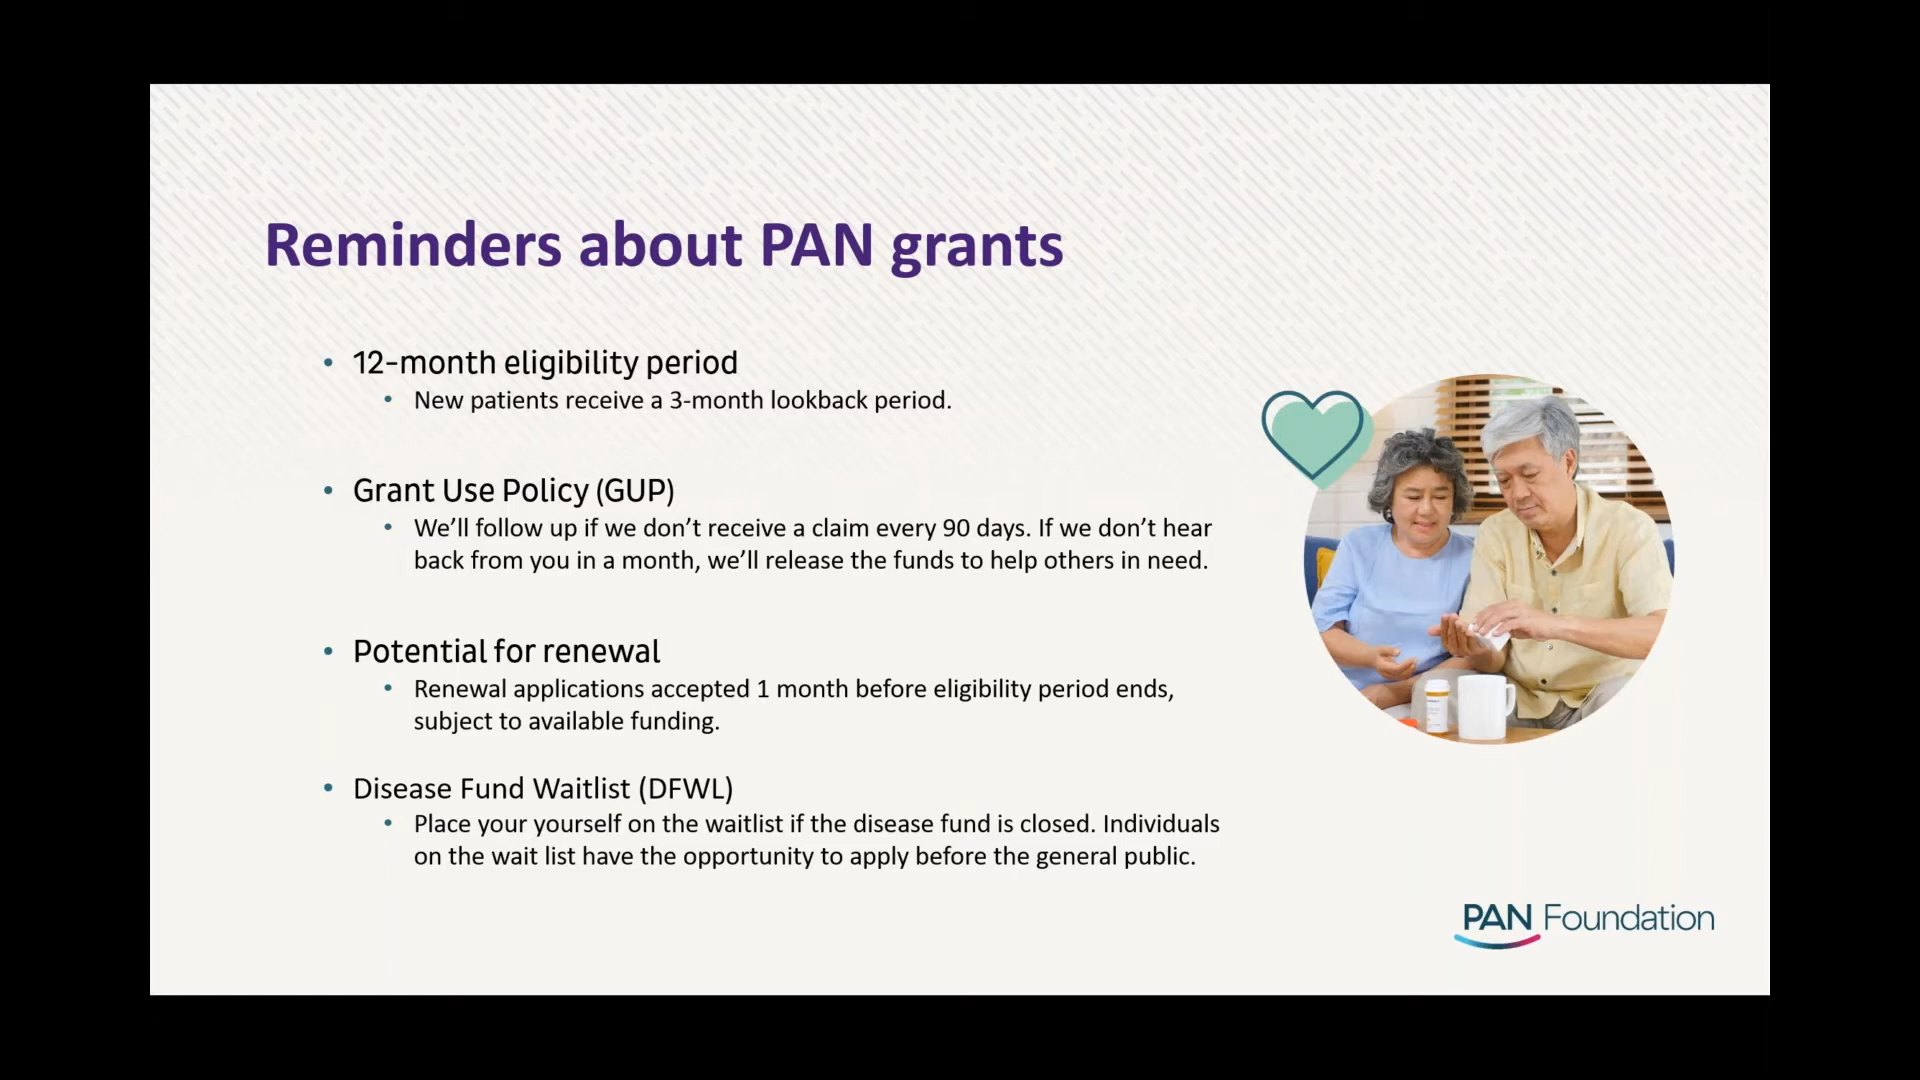 Reminders about PAN grants
• 12-month eligibility period
• New patients receive a 3-month lookback period.
• Grant Use Policy (GUP)
• We’ll follow up if we don’t receive a claim every 90 days. If we don’t hear
back from you in a month, we’ll release the funds to help others in need.
• Potential for renewal
• Renewal applications accepted 1 month before eligibility period ends,
subject to available funding.
• Disease Fund Waitlist (DFWL)
• Place your yourself on the waitlist if the disease fund is closed. Individuals
on the wait list have the opportunity to apply before the general public.
PAN Foundation